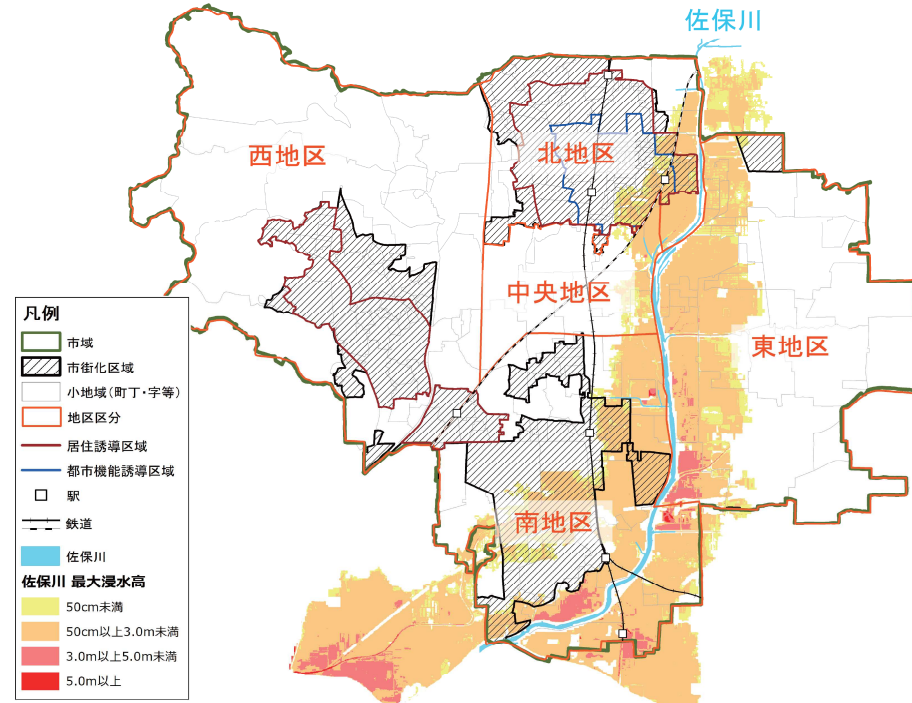 佐保川
西地区
北地区
中央地区
東地区
南地区
凡例
市域
市街化区域
小地域(町丁・字等)
地区区分
居住誘導区域
都市機能誘導区域
駅
鉄道
佐保川
佐保川 最大浸水高
50cm未満
50cm以上3.0m未満
3.0m以上5.0m未満
5.0m以上